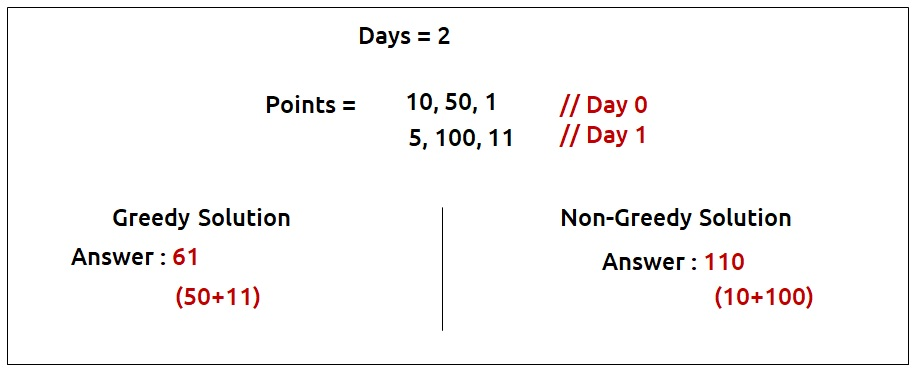 Days = 2
Points = 10, 50, 1 // Day 0
5, 100, 11 // Day 1
Greedy Solution
Answer : 61
(50+11)
Non-Greedy Solution
Answer : 110
(10+100)